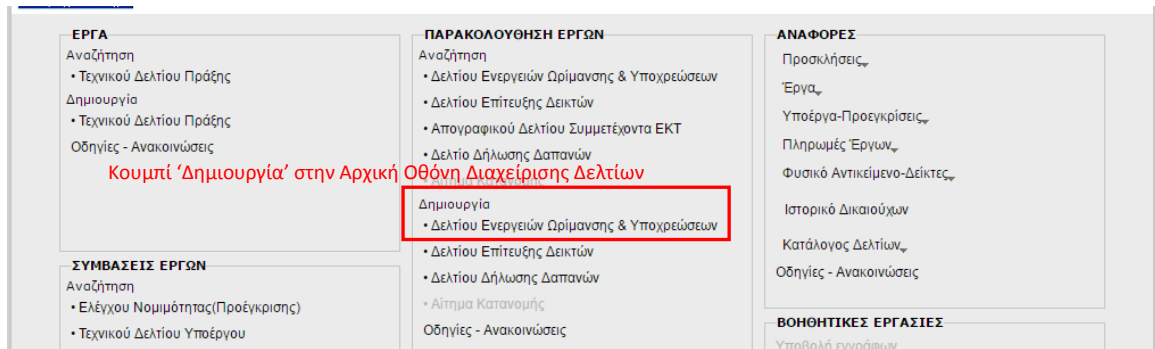 ΕΡΓΑ
Αναζήτηση
• Τεχνικού Δελτίου Πράξης
Δημιουργία
• Τεχνικού Δελτίου Πράξης
Οδηγίες - Ανακοινώσεις
Κουμπί ‘Δημιουργία’ στην Αρχική Οθόνη Διαχείρισης Δελτίων
ΣΥΜΒΑΣΕΙΣ ΕΡΓΩΝ
Αναζήτηση
• Ελέγχου Νομιμότητας(Προέγκρισης)
• Τεχνικού Δελτίου Υποέργου
ΠΑΡΑΚΟΛΟΥΘΗΣΗ ΕΡΓΩΝ
Αναζήτηση
• Δελτίου Ενεργειών Ωρίμανσης & Υποχρεώσεων
• Δελτίου Επίτευξης Δεικτών
• Απογραφικού Δελτίου Συμμετέχοντα ΕΚΤ
• Δελτίο Δήλωσης Δαπανών
• Αίτημα Κατανομής
Δημιουργία
• Δελτίου Ενεργειών Ωρίμανσης & Υποχρεώσεων
• Δελτίου Επίτευξης Δεικτών
• Δελτίου Δήλωσης Δαπανών
• Αίτημα Κατανομής
Οδηγίες - Ανακοινώσεις
ΑΝΑΦΟΡΕΣ
Προσκλήσεις
Έργα
Υποέργα-Προεγκρίσεις
Πληρωμές Έργων
Φυσικό Αντικείμενο-Δείκτες
Ιστορικό Δικαιούχων
Κατάλογος Δελτίων
Οδηγίες - Ανακοινώσεις
ΒΟΗΘΗΤΙΚΕΣ ΕΡΓΑΣΙΕΣ
Υποβολή εγγράφων